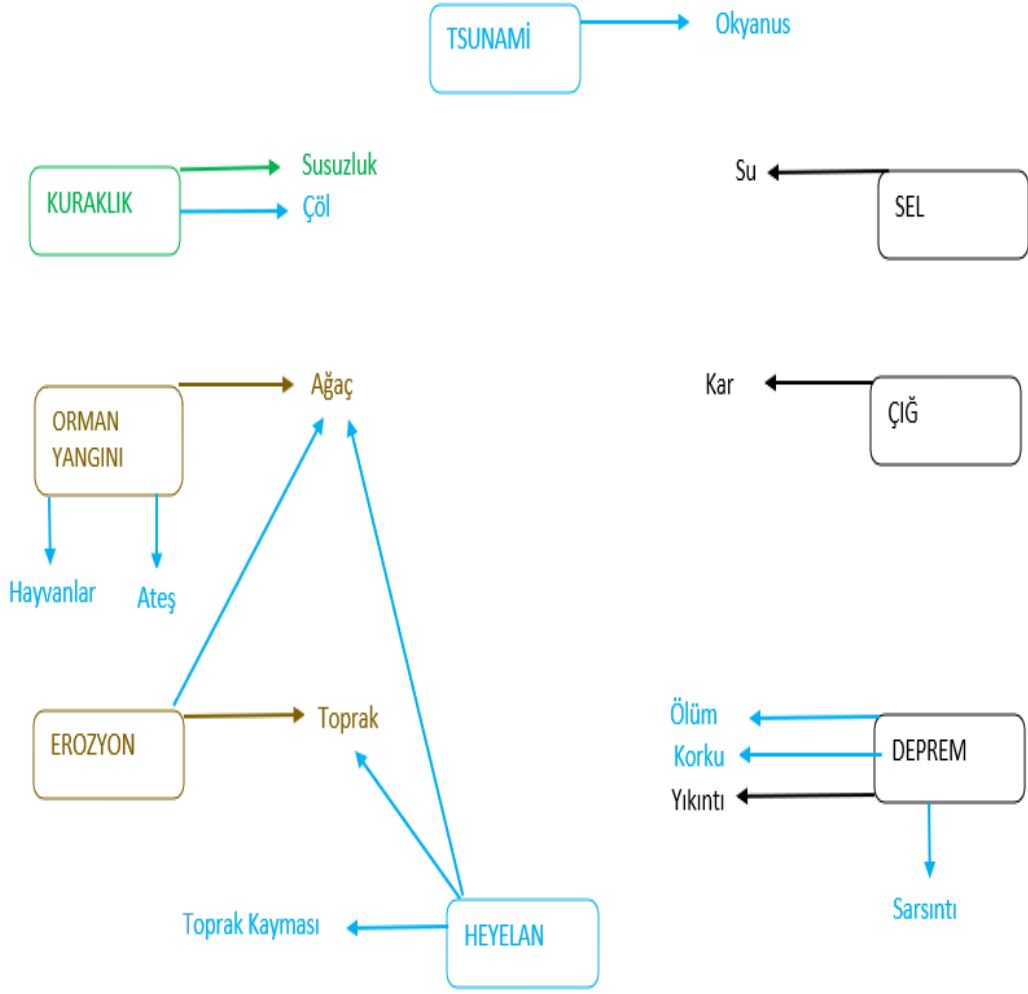 TSUNAMİ
Okyanus
KURAKLIK
Susuzluk
Çöl
Su
SEL
ORMAN
YANGINI
Ağaç
Kar
ÇIĞ
Hayvanlar
Ateş
EROZYON
Toprak
Ölüm
Korku
Yıkıntı
DEPREM
Sarsıntı
Toprak Kayması
HEYELAN